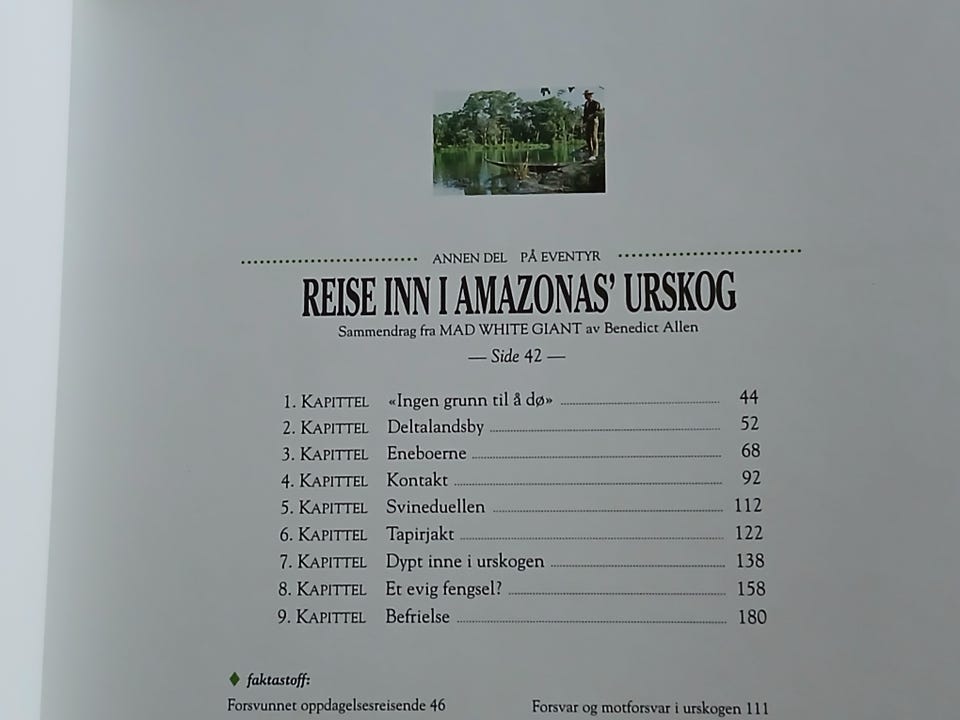 ANNEN DEL PÅ EVENTYR
REISE INN I AMAZONAS' URSKOG
Sammendrag fra MAD WHITE GIANT av Benedict Allen
— Side 42 —
1. KAPITTEL «Ingen grunn til å dø» 44
2. KAPITTEL Deltalandsby 52
3. KAPITTEL Eneboerne 68
4. KAPITTEL Kontakt 92
5. KAPITTEL Svineduellen 112
6. KAPITTEL Tapirjakt 122
7. KAPITTEL Dypt inne i urskogen 138
8. KAPITTEL Et evig fengsel? 158
9. KAPITTEL Befrielse 180
♦ faktastoff:
Forsvunnet oppdagelsesreisende 46 Forsvar og motforsvar i urskogen 111